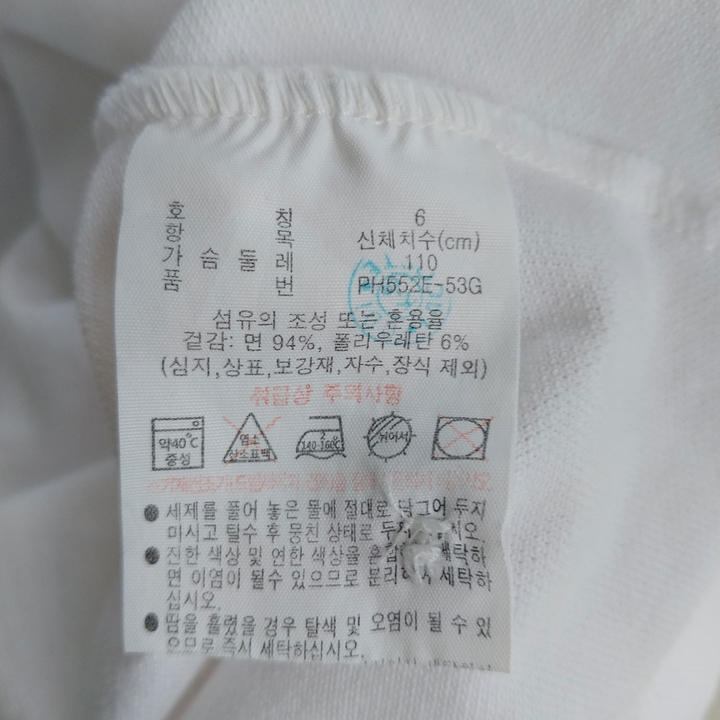 호 칭 6
항 목 신체치수(cm)
가 슴 둘 레 110
품 번 PH552E-53G
섬유의 조성 또는 혼용율
겉감: 면 94%, 폴리우레탄 6%
(심지,상표,보강재,자수,장식 제외)
취급상 주의사항
약40℃ 중성
염소 산소표백
2 140-160℃
뉘어서
● 세제를 풀어 놓은 물에 절대로 담그어 두지
마시고 탈수 후 뭉친 상태로
● 진한 색상 및 연한 색상을 세탁하
면 이염이 될수 있으므로 세탁하
십시오.
● 땀을 흘렸을 경우 탈색 및 오염이 될 수 있
으므로 즉시 세탁하십시오.